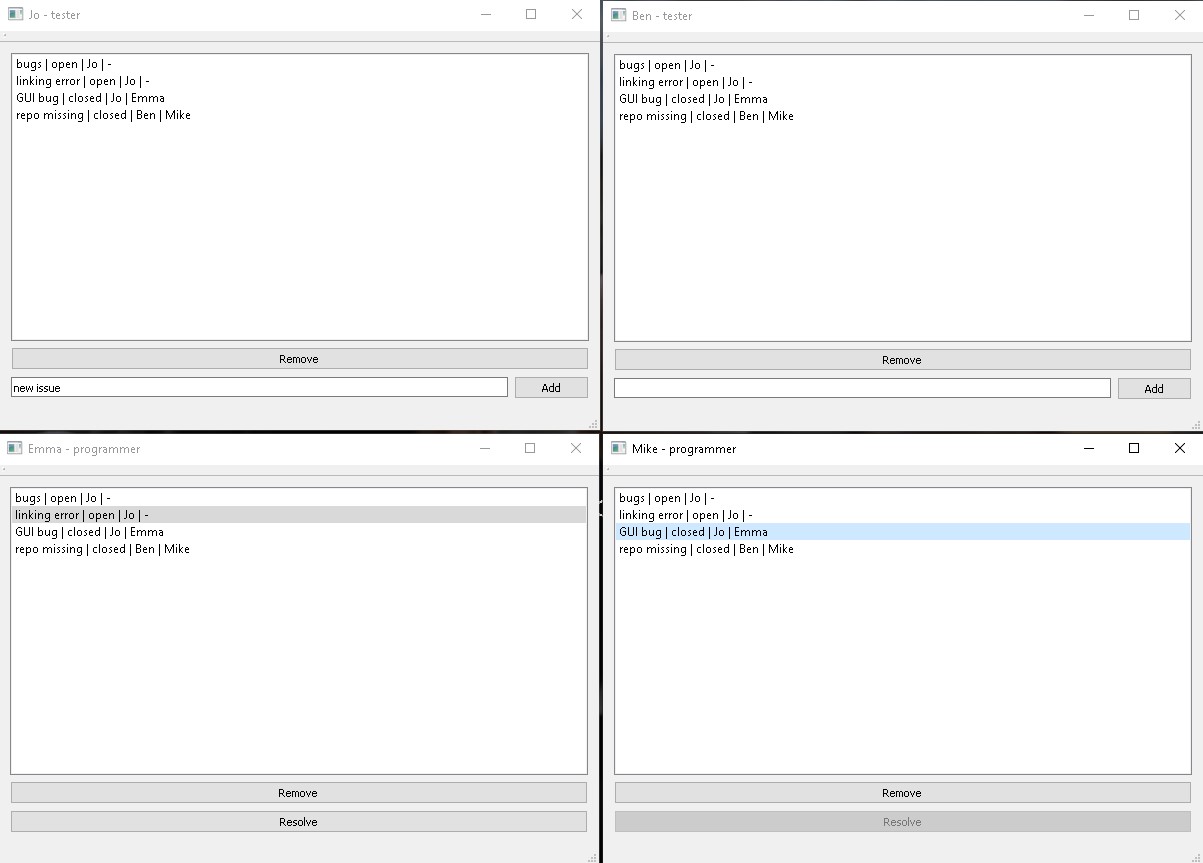 Jo - tester
bugs | open | Jo | -
linking error | open | Jo | -
GUI bug | closed | Jo | Emma
repo missing | closed | Ben | Mike
Remove
new issue
Add
Ben - tester
bugs | open | Jo | -
linking error | open | Jo | -
GUI bug | closed | Jo | Emma
repo missing | closed | Ben | Mike
Remove
Add
Emma - programmer
bugs | open | Jo | -
linking error | open | Jo | -
GUI bug | closed | Jo | Emma
repo missing | closed | Ben | Mike
Remove
Resolve
Mike - programmer
bugs | open | Jo | -
linking error | open | Jo | -
GUI bug | closed | Jo | Emma
repo missing | closed | Ben | Mike
Remove
Resolve